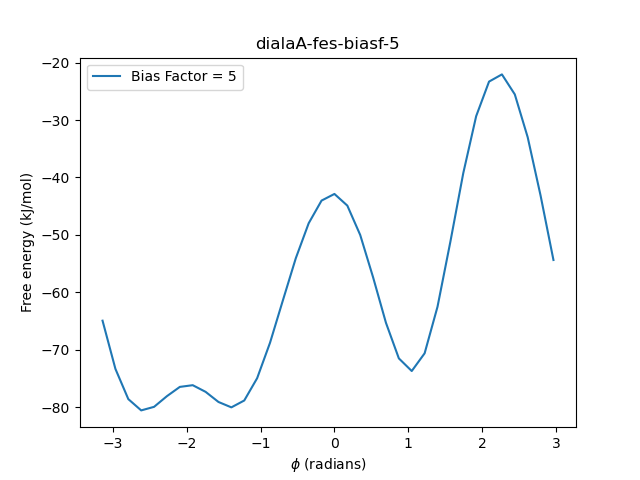 dialaA-fes-biasf-5
Bias Factor = 5
Free energy (kJ/mol)
−20
−30
−40
−50
−60
−70
−80
−3 −2 −1 0 1 2 3
ϕ (radians)